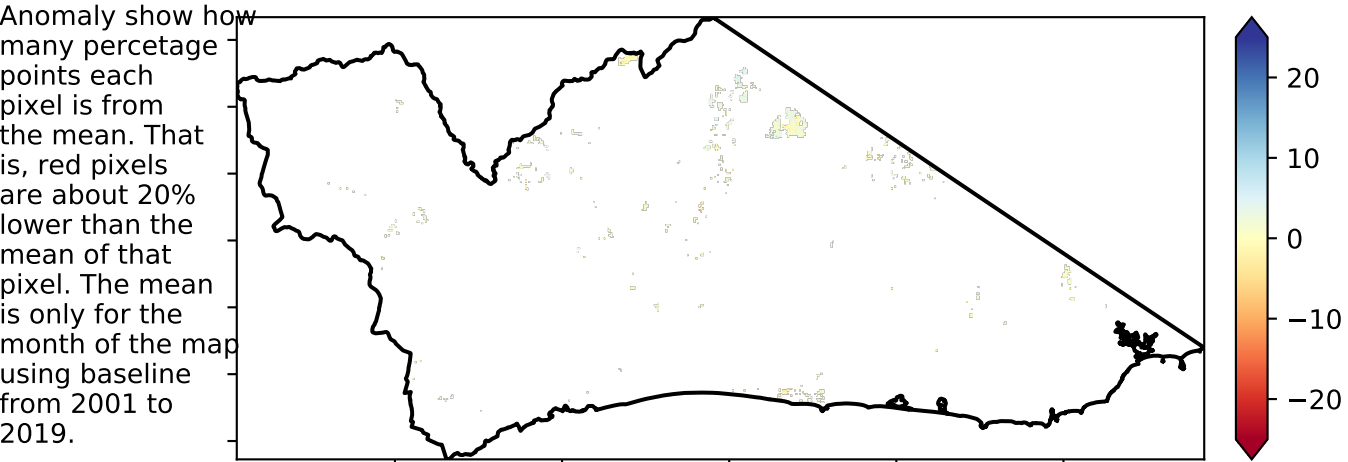 Anomaly show how
many percetage
points each
pixel is from
the mean. That
is, red pixels
are about 20%
lower than the
mean of that
pixel. The mean
is only for the
month of the map
using baseline
from 2001 to
2019.
20
10
0
−10
−20